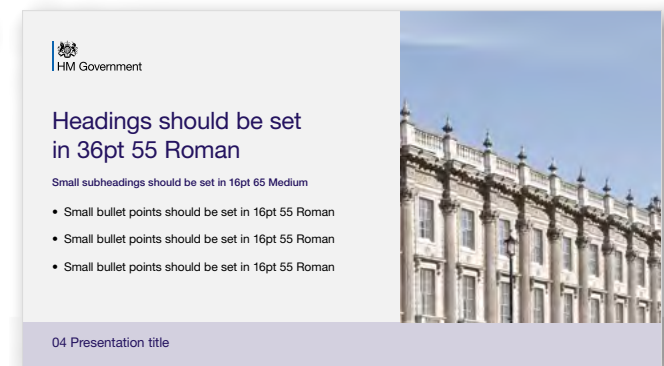 HM Government
Headings should be set
in 36pt 55 Roman
Small subheadings should be set in 16pt 65 Medium
• Small bullet points should be set in 16pt 55 Roman
• Small bullet points should be set in 16pt 55 Roman
• Small bullet points should be set in 16pt 55 Roman
04 Presentation title